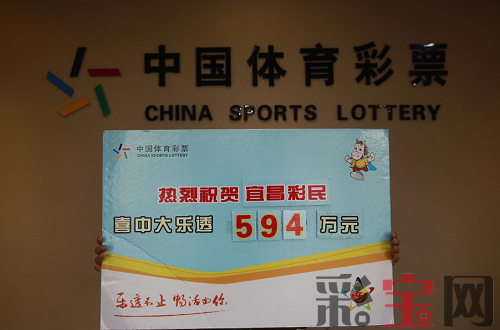 中国体育彩票
CHINA SPORTS LOTTERY
中国体育彩票
CHINA SPORTS LOTTERY
热烈祝贺 宜昌彩民
喜中大乐透 594 万元
乐透不止 畅活由你
彩宝网